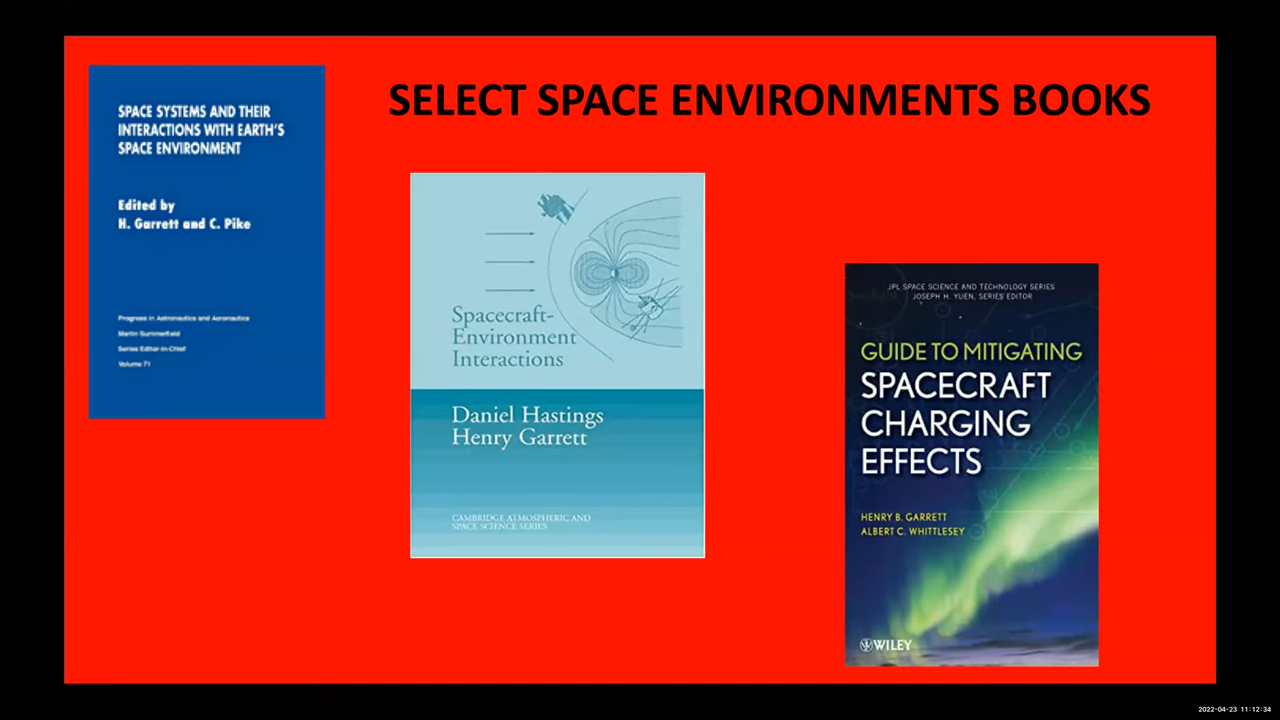 SELECT SPACE ENVIRONMENTS BOOKS
SPACE SYSTEMS AND THEIR
INTERACTIONS WITH EARTH'S
SPACE ENVIRONMENT
Edited by
H. Garrett and C. Pike
Progress in Astronautics and Aeronautics
Martin Summerfield
Series Editor-in-Chief
Volume 71
Spacecraft-
Environment
Interactions
Daniel Hastings
Henry Garrett
CAMBRIDGE ATMOSPHERIC AND
SPACE SCIENCE SERIES
JPL SPACE SCIENCE AND TECHNOLOGY SERIES
JOSEPH H. YUEN, SERIES EDITOR
GUIDE TO MITIGATING
SPACECRAFT
CHARGING
EFFECTS
HENRY B. GARRETT
ALBERT C. WHITTLESEY
WILEY
2022-04-23 11:12:34